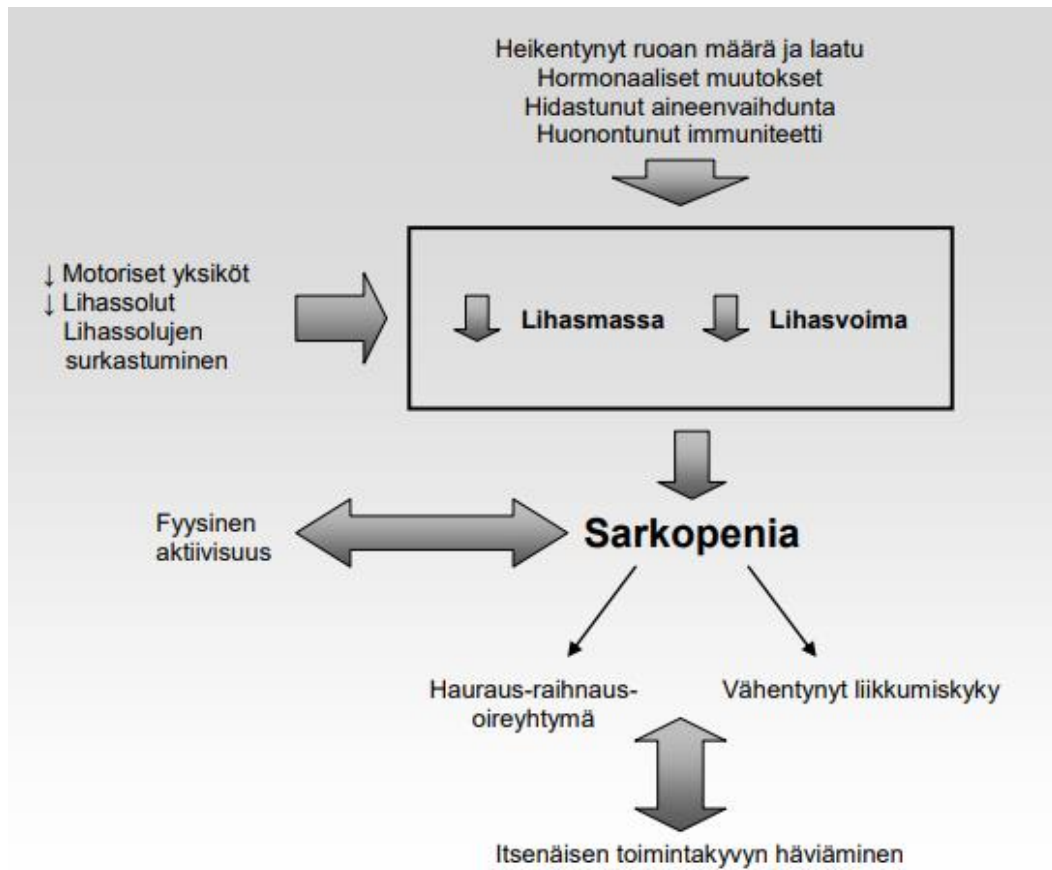 Heikentynyt ruoan määrä ja laatu
Hormonaaliset muutokset
Hidastunut aineenvaihdunta
Huonontunut immuniteetti
↓ Motoriset yksiköt
↓ Lihassolut
Lihassolujen
surkastuminen
Lihasmassa
Lihasvoima
Fyysinen
aktiivisuus
Sarkopenia
Hauraus-raihnaus-
oireyhtymä
Vähentynyt liikkumiskyky
Itsenäisen toimintakyvyn häviäminen